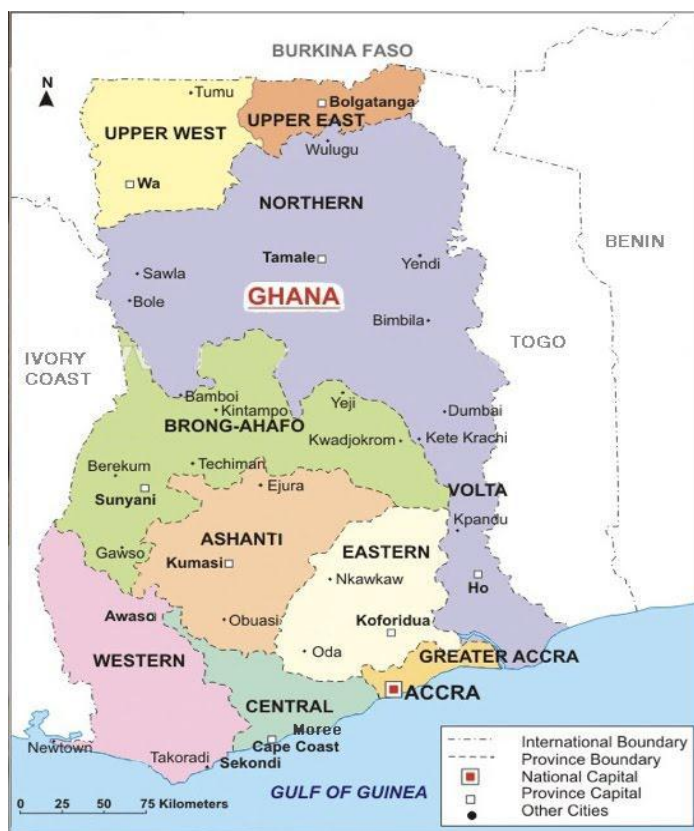 BURKINA FASO
N
Tumu
Bolgatanga
UPPER EAST
UPPER WEST
Wulugu
Wa
NORTHERN
BENIN
Tamale
Yendi
Sawla
GHANA
Bole
Bimbila
TOGO
IVORY
COAST
Bamboi
Yeji
Kintampo
Dumbai
BRONG-AHAFO
Kwadjokrom
Kete Krachi
Berekum
Techiman
Sunyani
Ejura
VOLTA
Kpandu
ASHANTI
EASTERN
Gawso
Kumasi
Nkawkaw
Ho
Awaso
Obuasi
Koforidua
WESTERN
Oda
GREATER ACCRA
CENTRAL
ACCRA
Moree
Newtown
Cape Coast
Takoradi
Sekondi
GULF OF GUINEA
0 25 50 75 Kilometers
International Boundary
Province Boundary
National Capital
Province Capital
Other Cities